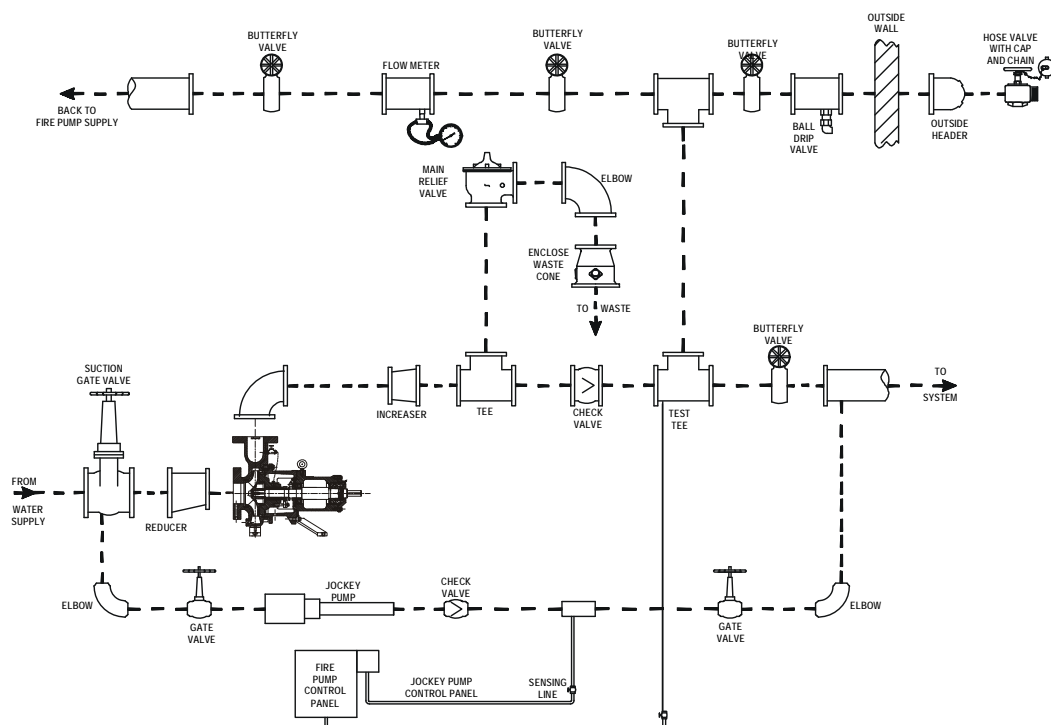 OUTSIDE
WALL
BUTTERFLY
VALVE
BUTTERFLY
VALVE
BUTTERFLY
VALVE
HOSE VALVE
WITH CAP
AND CHAIN
FLOW METER
BACK TO
FIRE PUMP SUPPLY
BALL
DRIP
VALVE
OUTSIDE
HEADER
MAIN
RELIEF
VALVE
ELBOW
ENCLOSE
WASTE
CONE
TO WASTE
BUTTERFLY
VALVE
SUCTION
GATE VALVE
TO
SYSTEM
INCREASER
TEE
CHECK
VALVE
TEST
TEE
FROM
WATER
SUPPLY
REDUCER
ELBOW
GATE
VALVE
JOCKEY
PUMP
CHECK
VALVE
GATE
VALVE
ELBOW
FIRE
PUMP
CONTROL
PANEL
JOCKEY PUMP
CONTROL PANEL
SENSING
LINE